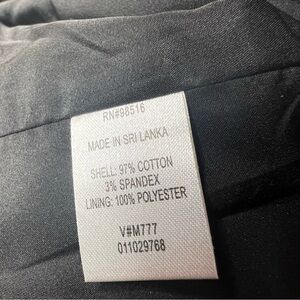 RN#98516
MADE IN SRI LANKA
SHELL: 97% COTTON
3% SPANDEX
LINING: 100% POLYESTER
V#M777
011029768